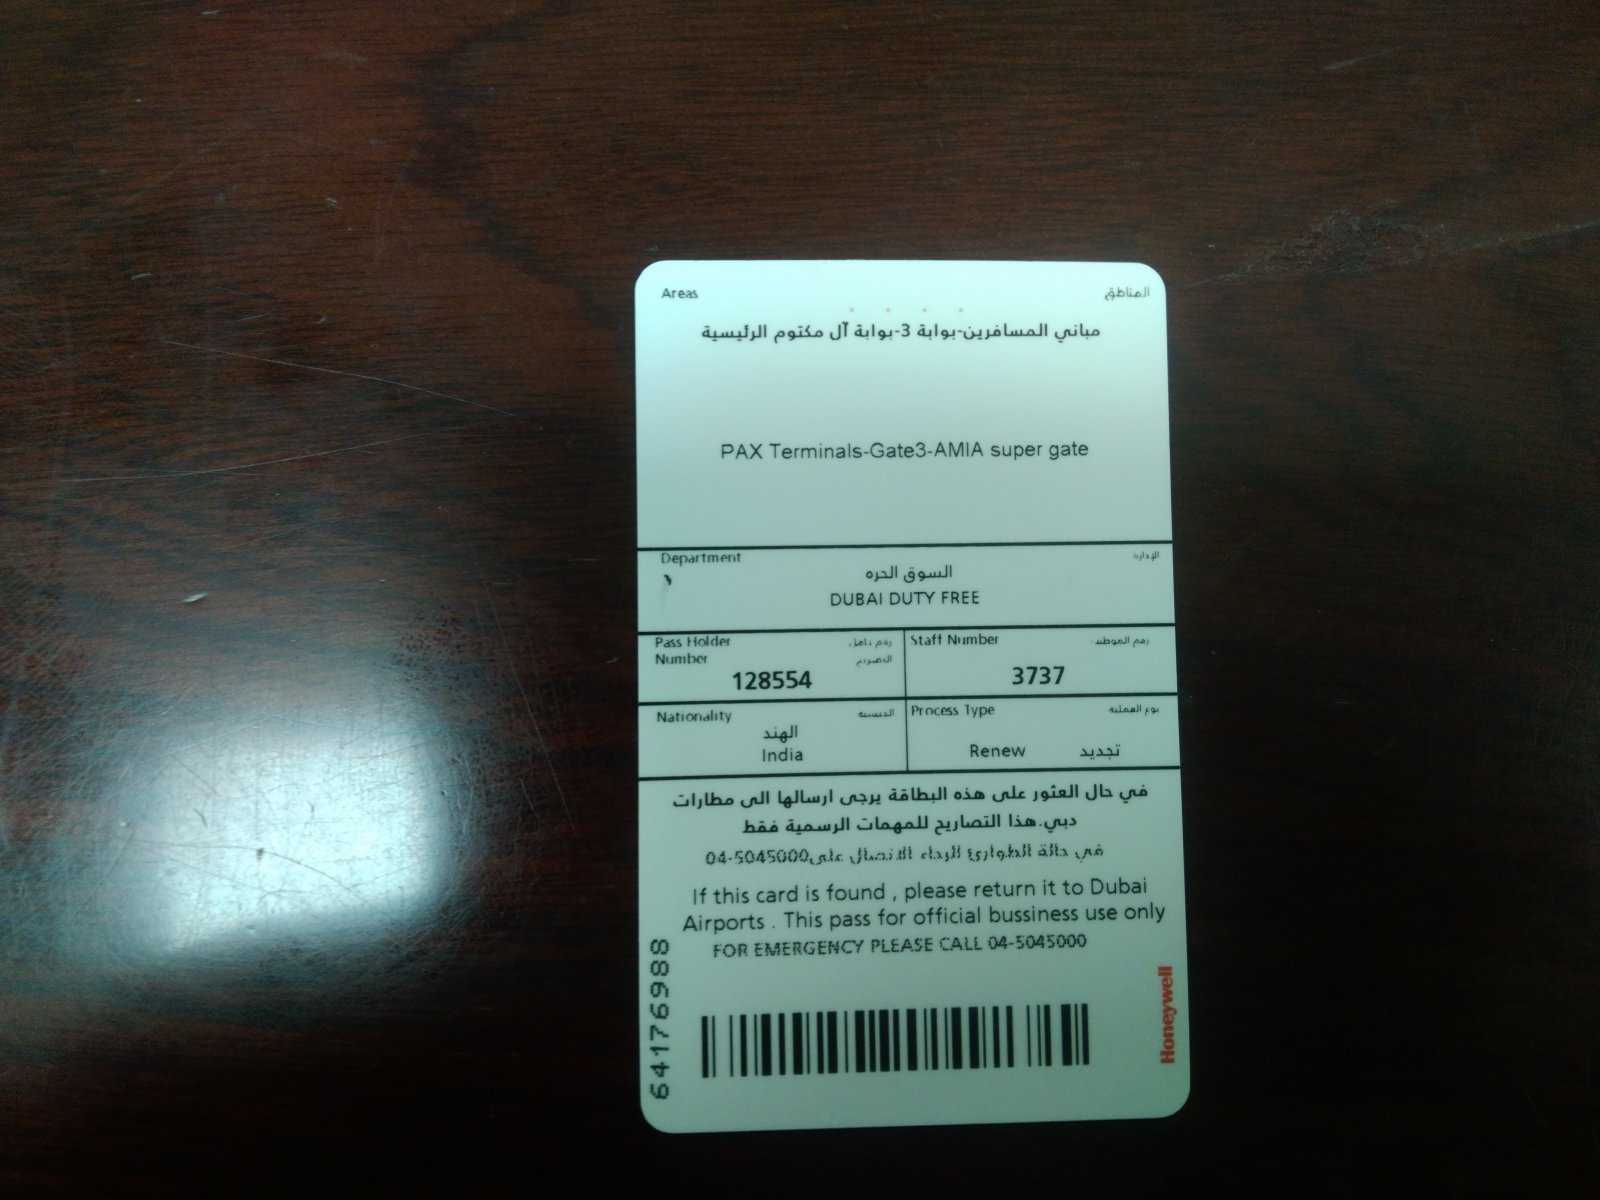 Areas المناطق
مباني المسافرين-بوابة 3-بوابة آل مكتوم الرئيسية
PAX Terminals-Gate3-AMIA super gate
Department الإدارة
السوق الحره
DUBAI DUTY FREE
Pass Holder رقم حامل
Number التصريح
128554
Staff Number رقم الموظف
3737
Nationality الجنسية
الهند
India
Process Type نوع العملية
Renew تجديد
في حال العثور على هذه البطاقة يرجى ارسالها الى مطارات
دبي.هذا التصاريح للمهمات الرسمية فقط
في حالة الطوارئ الرجاء الاتصال على04-5045000
If this card is found , please return it to Dubai
Airports . This pass for official bussiness use only
FOR EMERGENCY PLEASE CALL 04-5045000
64176988
Honeywell